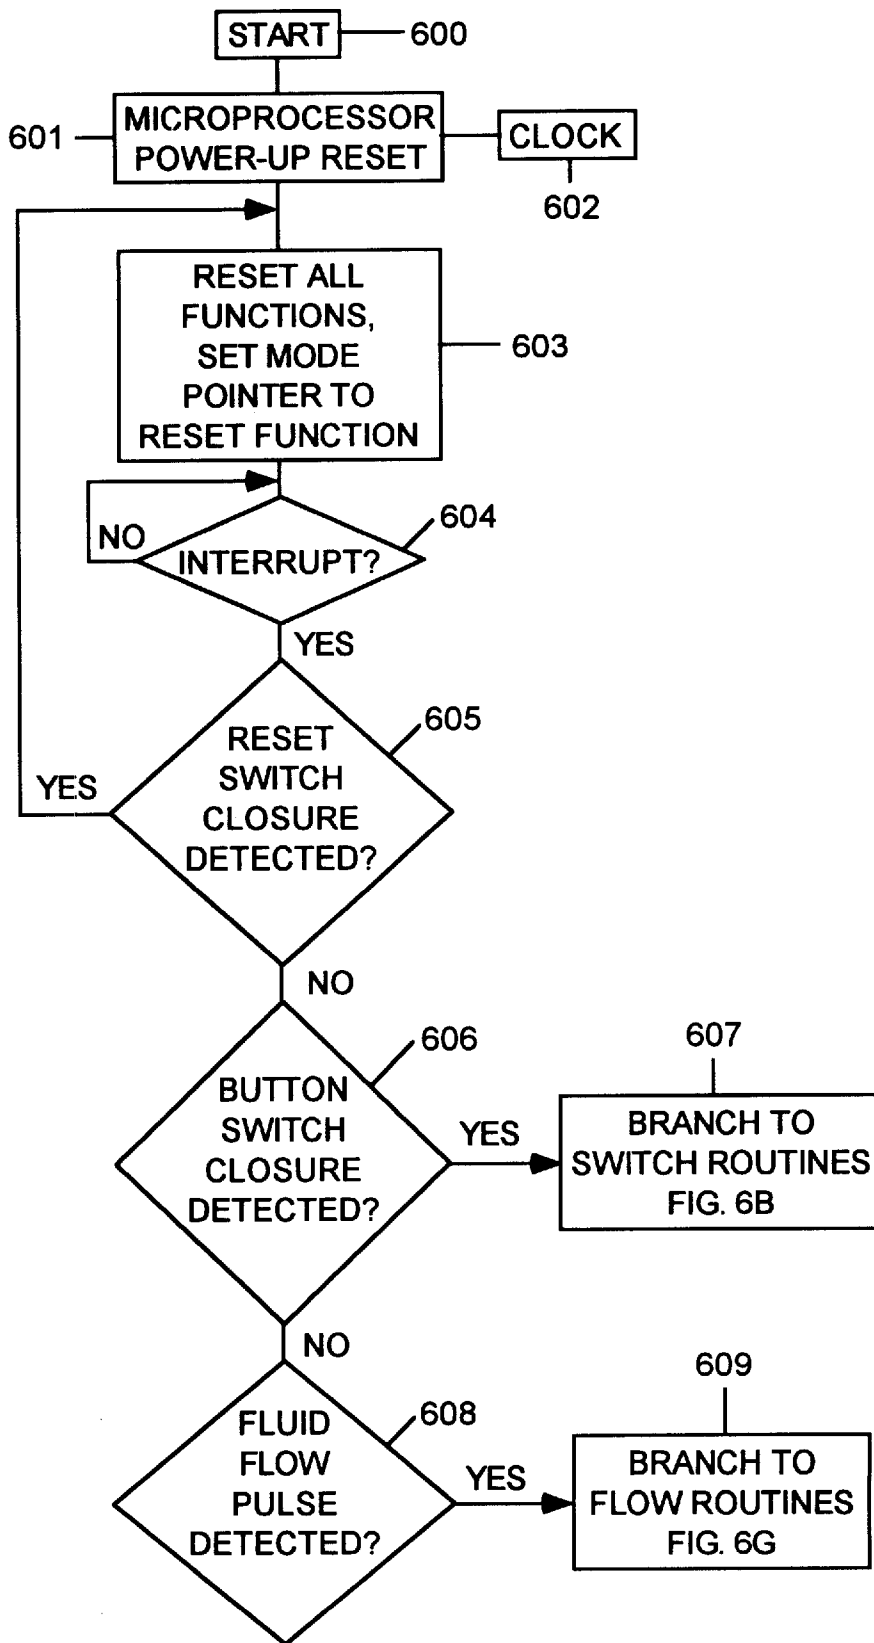 START
600
601
MICROPROCESSOR
POWER-UP RESET
CLOCK
602
RESET ALL
FUNCTIONS,
SET MODE
POINTER TO
RESET FUNCTION
603
NO
INTERRUPT?
604
YES
YES
RESET
SWITCH
CLOSURE
DETECTED?
605
NO
BUTTON
SWITCH
CLOSURE
DETECTED?
606
YES
607
BRANCH TO
SWITCH ROUTINES
FIG. 6B
NO
FLUID
FLOW
PULSE
DETECTED?
608
YES
609
BRANCH TO
FLOW ROUTINES
FIG. 6G